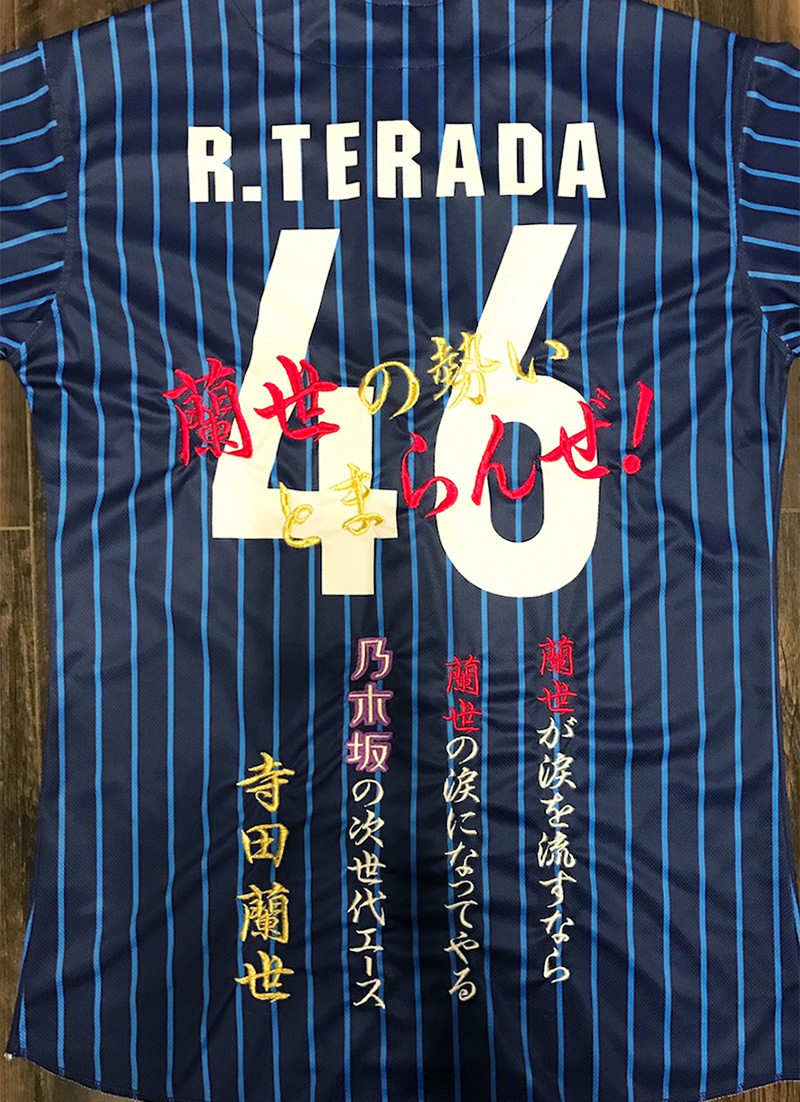 R.TERADA
46
蘭世の勢い
とまらんぜ!
蘭世が涙を流すなら
蘭世の涙になってやる
乃木坂の次世代エース
寺田蘭世